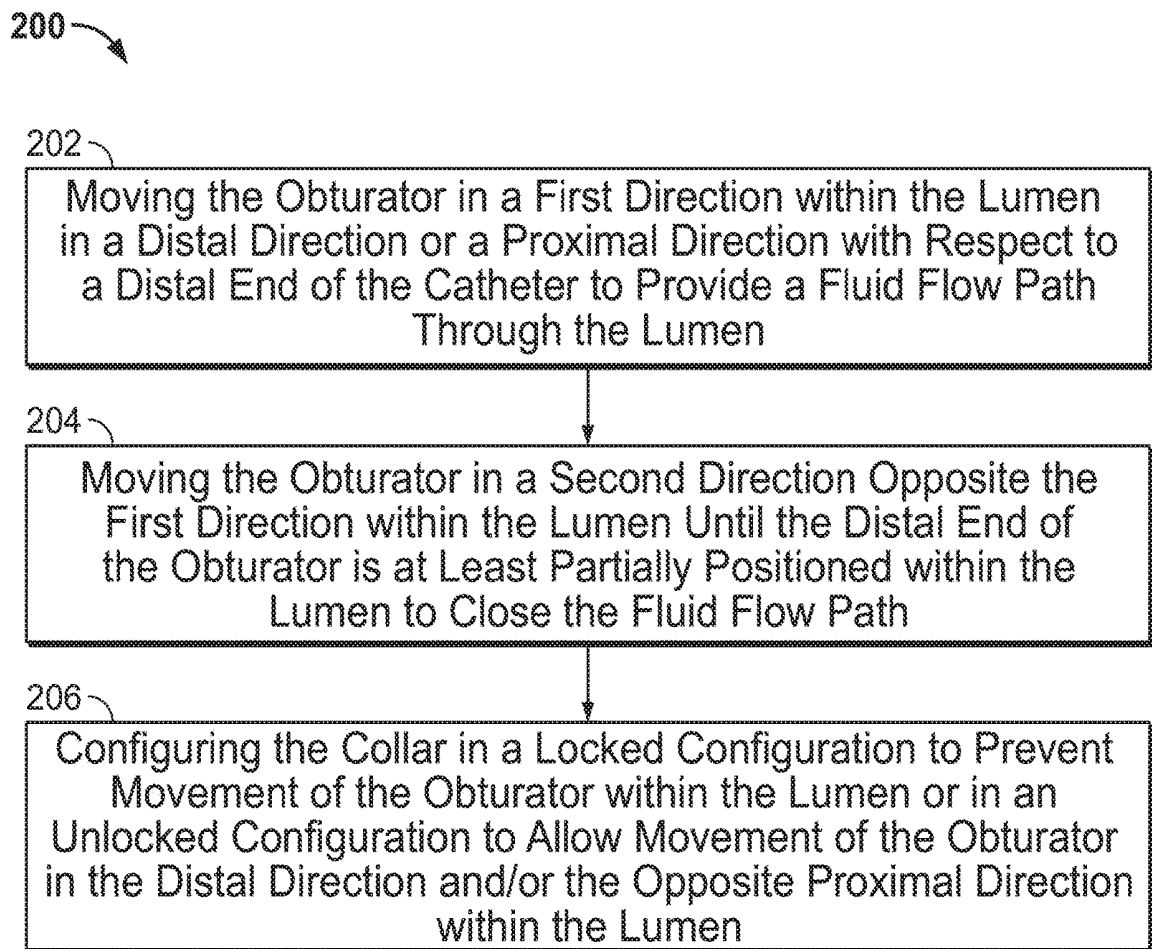 200
202
Moving the Obturator in a First Direction within the Lumen
in a Distal Direction or a Proximal Direction with Respect to
a Distal End of the Catheter to Provide a Fluid Flow Path
Through the Lumen
204
Moving the Obturator in a Second Direction Opposite the
First Direction within the Lumen Until the Distal End of
the Obturator is at Least Partially Positioned within the
Lumen to Close the Fluid Flow Path
206
Configuring the Collar in a Locked Configuration to Prevent
Movement of the Obturator within the Lumen or in an
Unlocked Configuration to Allow Movement of the Obturator
in the Distal Direction and/or the Opposite Proximal Direction
within the Lumen